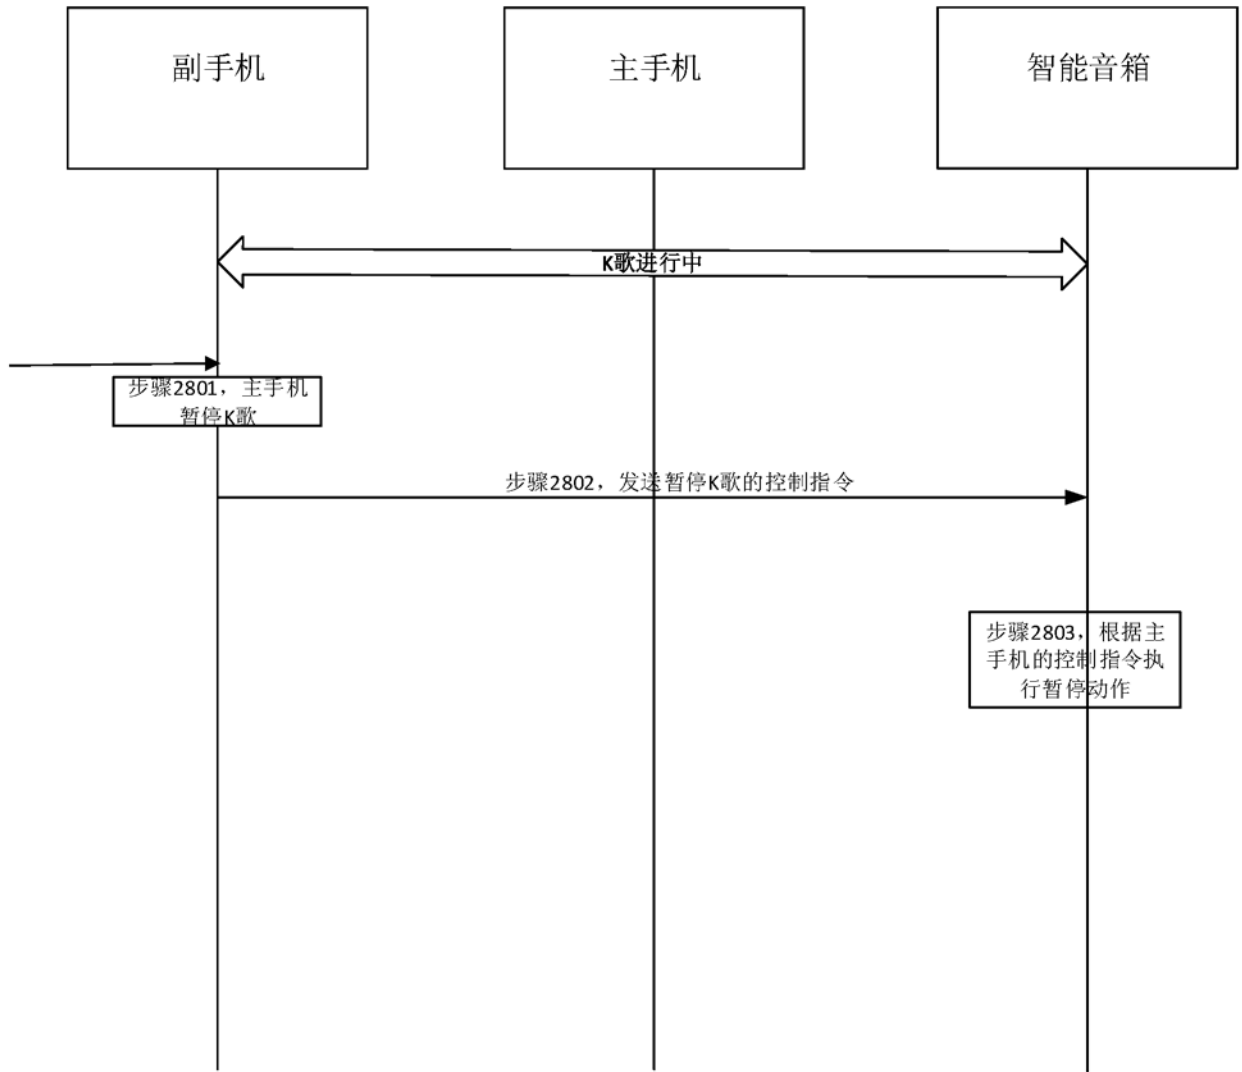 副手机
主手机
智能音箱
K歌进行中
步骤2801，主手机
暂停K歌
步骤2802，发送暂停K歌的控制指令
步骤2803，根据主
手机的控制指令执
行暂停动作